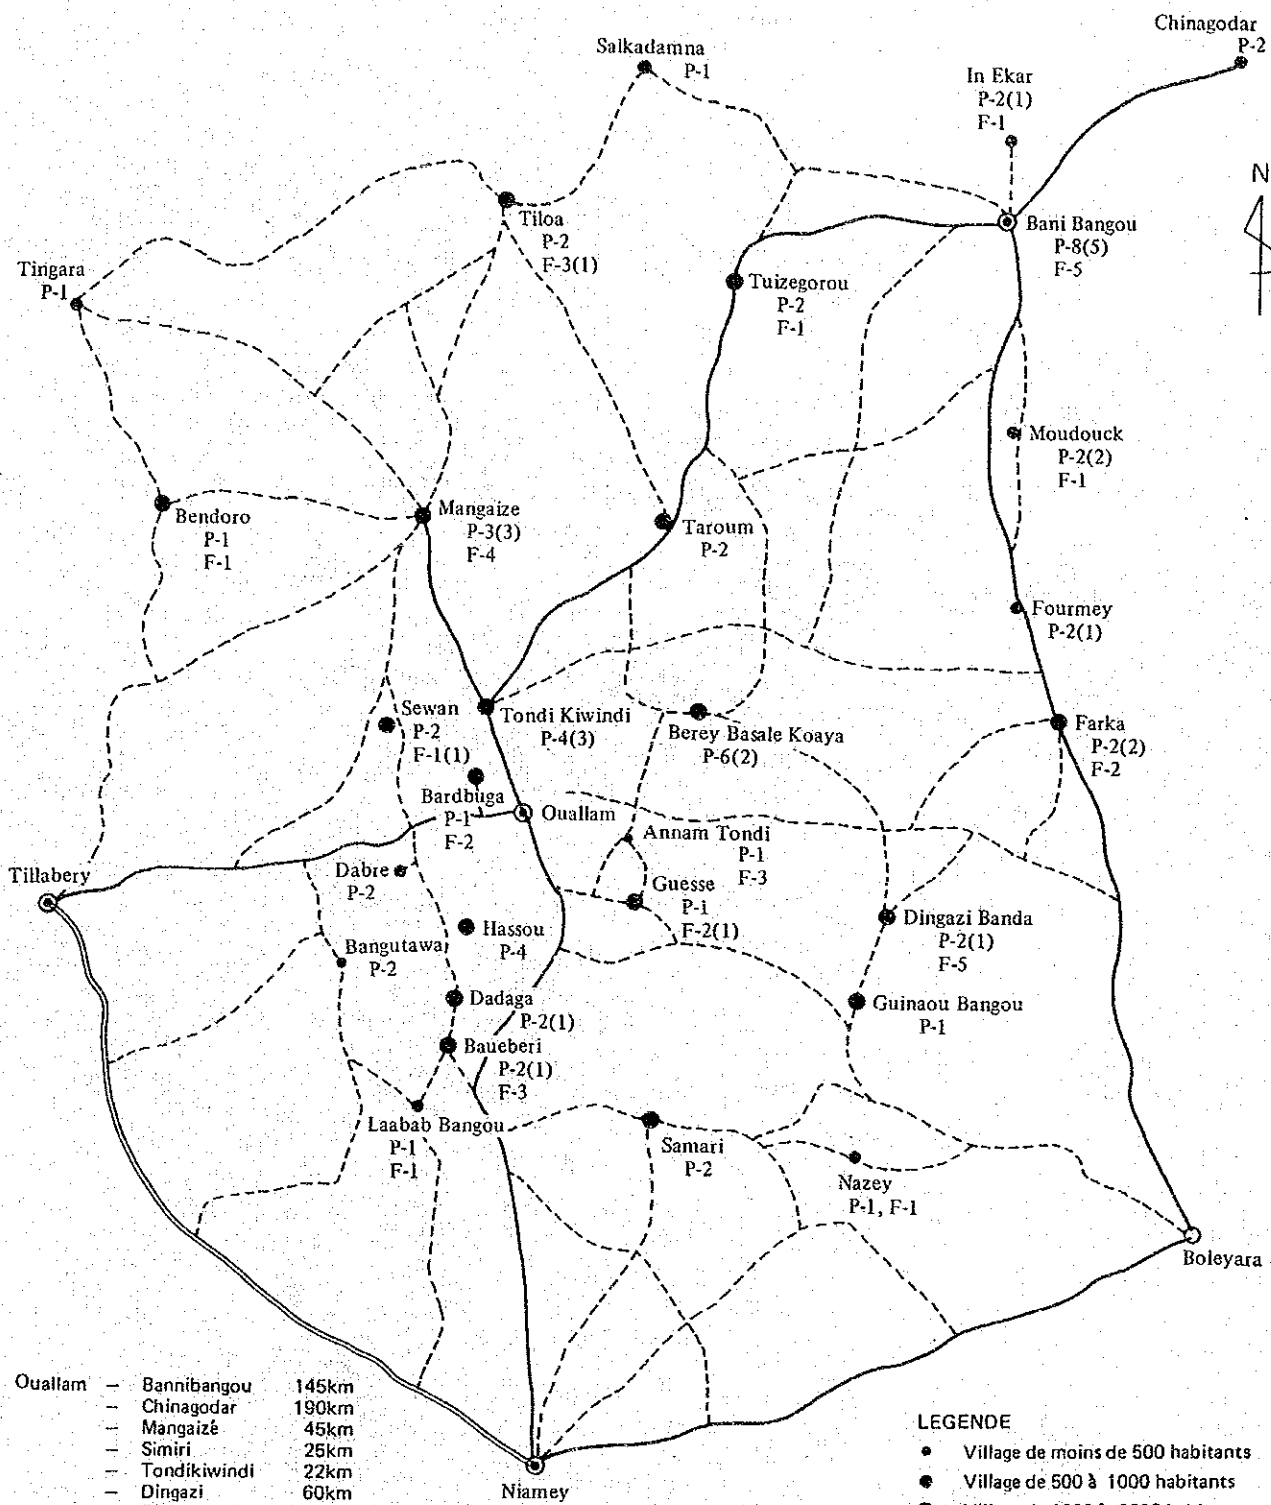 Chinagodar
P-2
Salkadamna
P-1
In Ekar
P-2(1)
F-1
N
Tiloa
P-2
F-3(1)
Bani Bangou
P-8(5)
F-5
Tingara
P-1
Tuizegorou
P-2
F-1
Moudouck
P-2(2)
F-1
Bendoro
P-1
F-1
Mangaize
P-3(3)
F-4
Taroum
P-2
Fourmey
P-2(1)
Sewan
P-2
F-1(1)
Tondi Kiwindi
P-4(3)
Berey Basale Koaya
P-6(2)
Farka
P-2(2)
F-2
Bardbuga
P-1
F-2
Ouallam
Annam Tondi
P-1
F-3
Tillabery
Dabre
P-2
Guesse
P-1
F-2(1)
Dingazi Banda
P-2(1)
F-5
Hassou
P-4
Bangutawa
P-2
Dadaga
P-2(1)
Guinaou Bangou
P-1
Baueberi
P-2(1)
F-3
Laabab Bangou
P-1
F-1
Samari
P-2
Nazey
P-1, F-1
Boleyara
Ouallam – Bannibangou 145km
– Chinagodar 190km
– Mangaizé 45km
– Simiri 25km
– Tondikiwindi 22km
– Dingazi 60km
Niamey
LEGENDE
Village de moins de 500 habitants
Village de 500 à 1000 habitants